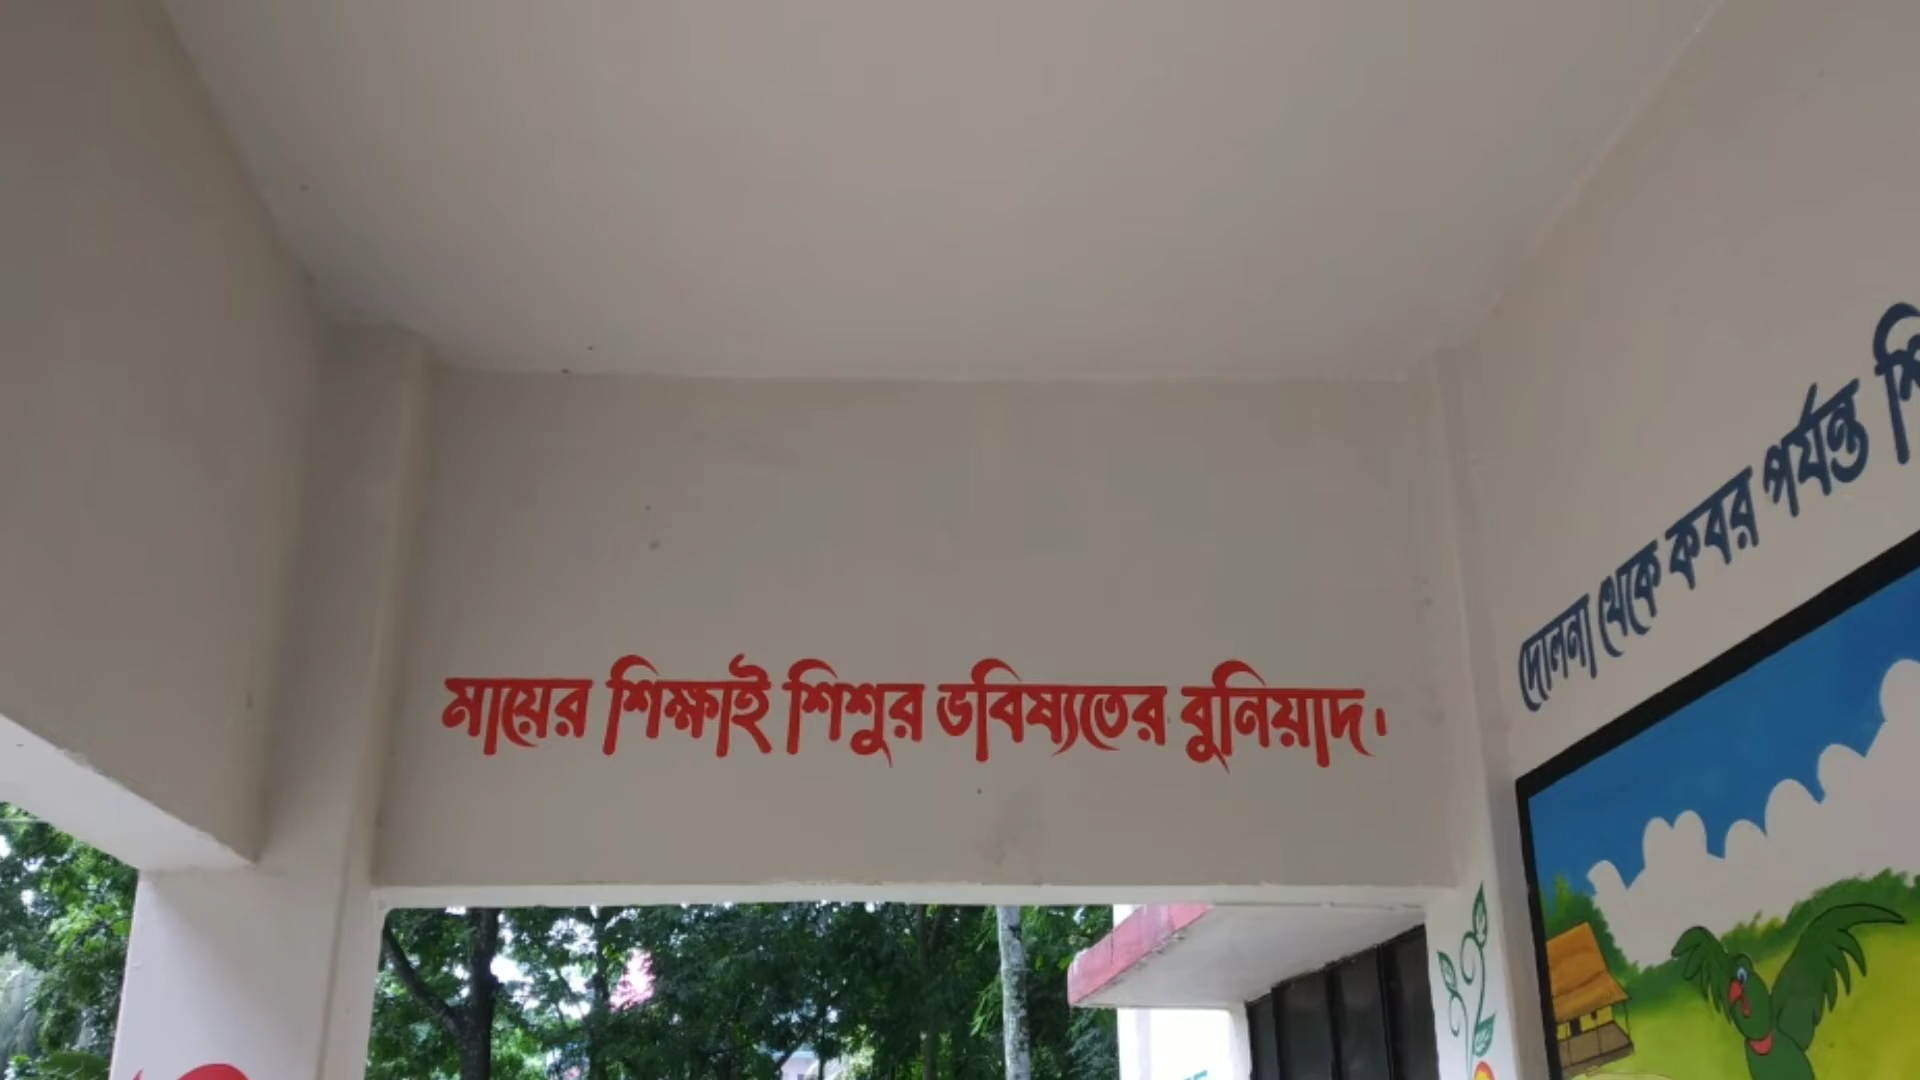 মায়ের শিক্ষাই শিশুর ভবিষ্যতের বুনিয়াদ।
দোলনা থেকে কবর পর্যন্ত